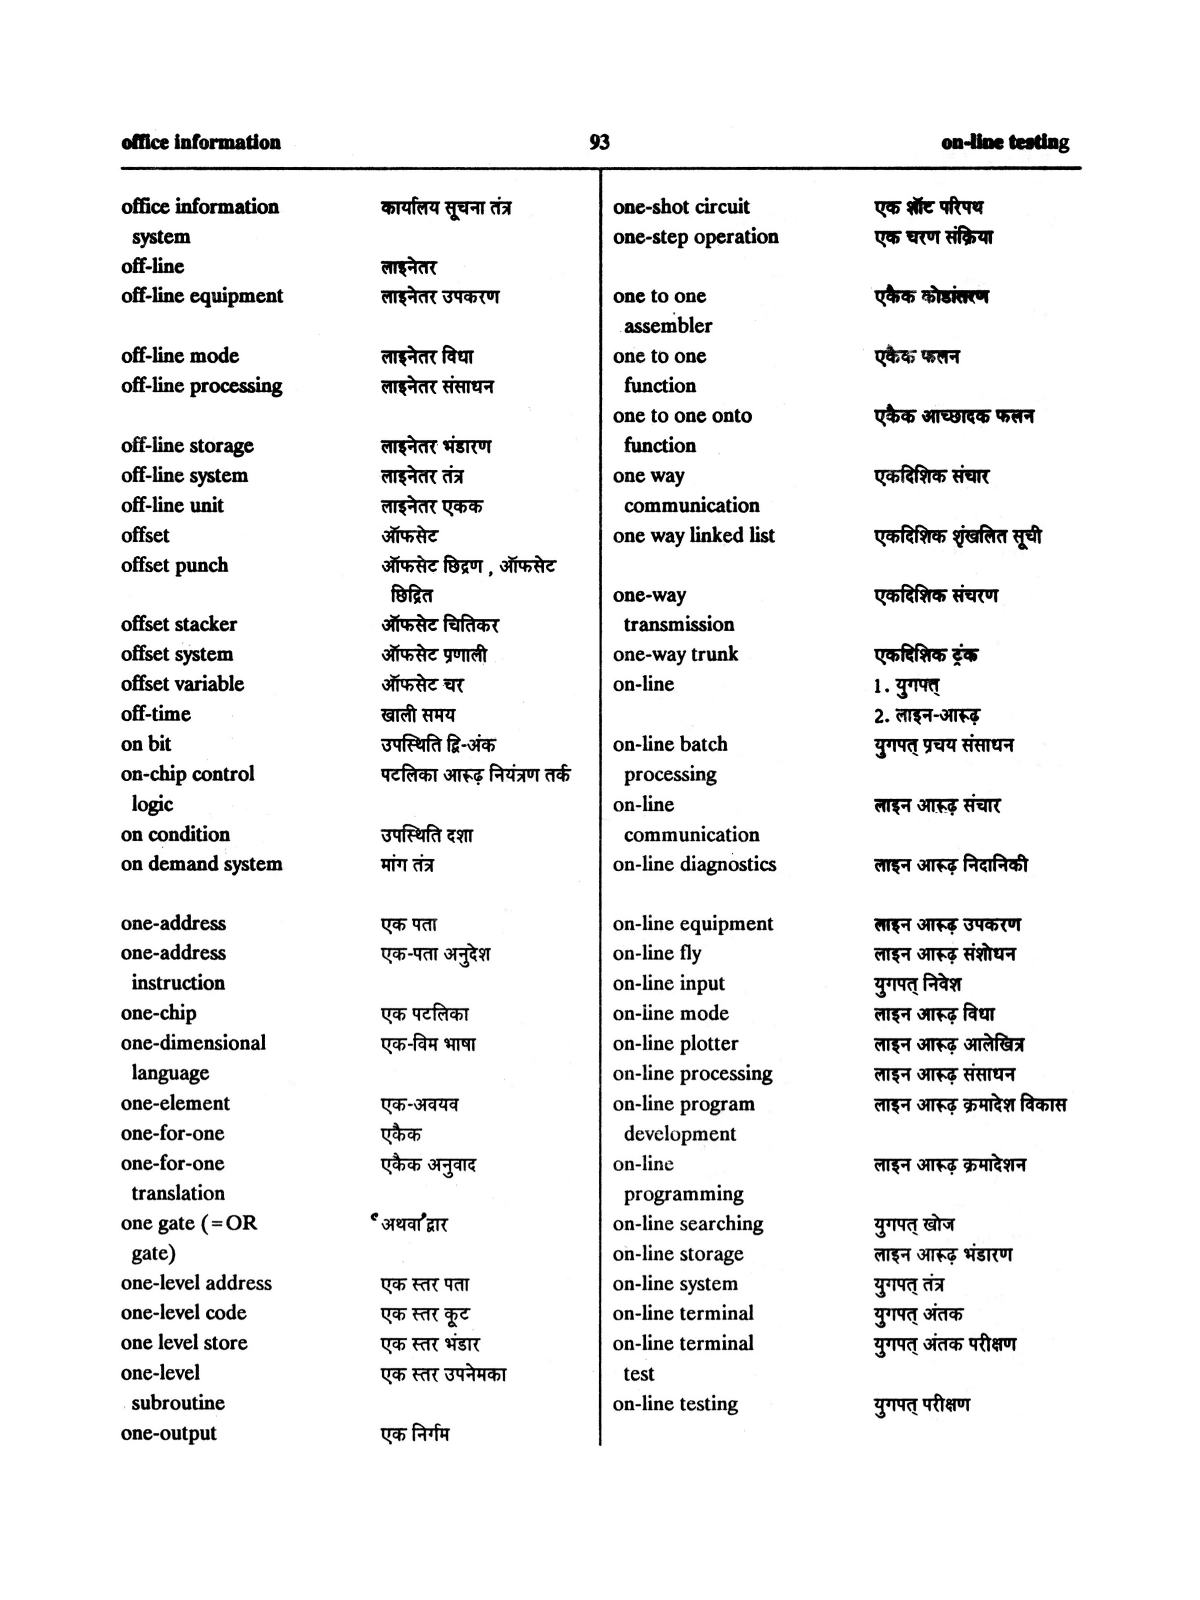 office information 93 on-line testing
office information कार्यालय सूचना तंत्र
system
off-line लाइनेतर
off-line equipment लाइनेतर उपकरण
off-line mode लाइनेतर विधा
off-line processing लाइनेतर संसाधन
off-line storage लाइनेतर भंडारण
off-line system लाइनेतर तंत्र
off-line unit लाइनेतर एकक
offset ऑफसेट
offset punch ऑफसेट छिद्रण , ऑफसेट
छिद्रित
offset stacker ऑफसेट चितिकर
offset system ऑफसेट प्रणाली
offset variable ऑफसेट चर
off-time खाली समय
on bit उपस्थिति द्वि-अंक
on-chip control पटलिका आरूढ़ नियंत्रण तर्क
logic
on condition उपस्थिति दशा
on demand system मांग तंत्र
one-address एक पता
one-address एक-पता अनुदेश
instruction
one-chip एक पटलिका
one-dimensional एक-विम भाषा
language
one-element एक-अवयव
one-for-one एकैक
one-for-one एकैक अनुवाद
translation
one gate (=OR ‘अथवा’द्वार
gate)
one-level address एक स्तर पता
one-level code एक स्तर कूट
one level store एक स्तर भंडार
one-level एक स्तर उपनेमका
subroutine
one-output एक निर्गम
one-shot circuit एक शॉट परिपथ
one-step operation एक चरण संक्रिया
one to one एकैक कोडांतरण
assembler
one to one एकैक फलन
function
one to one onto एकैक आच्छादक फलन
function
one way एकदिशिक संचार
communication
one way linked list एकदिशिक शृंखलित सूची
one-way एकदिशिक संचरण
transmission
one-way trunk एकदिशिक ट्रंक
on-line 1. युगपत्
2. लाइन-आरूढ़
on-line batch युगपत् प्रचय संसाधन
processing
on-line लाइन आरूढ़ संचार
communication
on-line diagnostics लाइन आरूढ़ निदानिकी
on-line equipment लाइन आरूढ़ उपकरण
on-line fly लाइन आरूढ़ संशोधन
on-line input युगपत् निवेश
on-line mode लाइन आरूढ़ विधा
on-line plotter लाइन आरूढ़ आलेखित्र
on-line processing लाइन आरूढ़ संसाधन
on-line program लाइन आरूढ़ क्रमादेश विकास
development
on-line लाइन आरूढ़ क्रमादेशन
programming
on-line searching युगपत् खोज
on-line storage लाइन आरूढ़ भंडारण
on-line system युगपत् तंत्र
on-line terminal युगपत् अंतक
on-line terminal युगपत् अंतक परीक्षण
test
on-line testing युगपत् परीक्षण